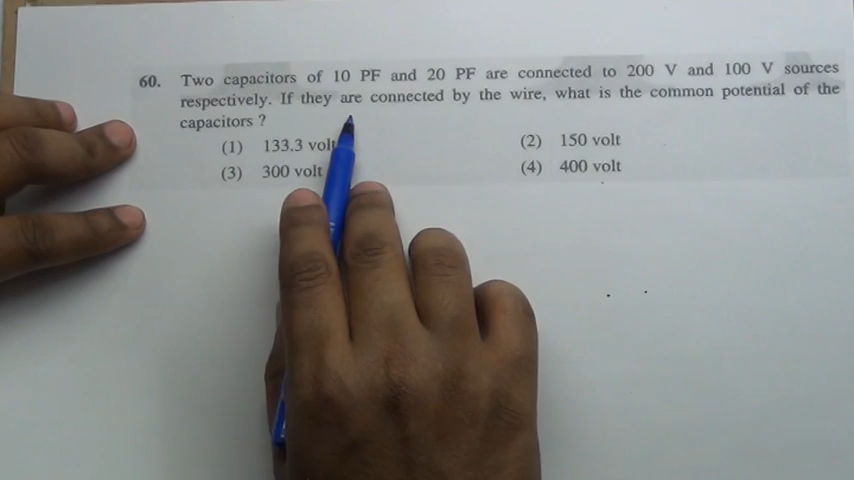 60. Two capacitors of 10 PF and 20 PF are connected to 200 V and 100 V sources
respectively. If they are connected by the wire, what is the common potential of the
capacitors ?
(1) 133.3 volt (2) 150 volt
(3) 300 volt (4) 400 volt